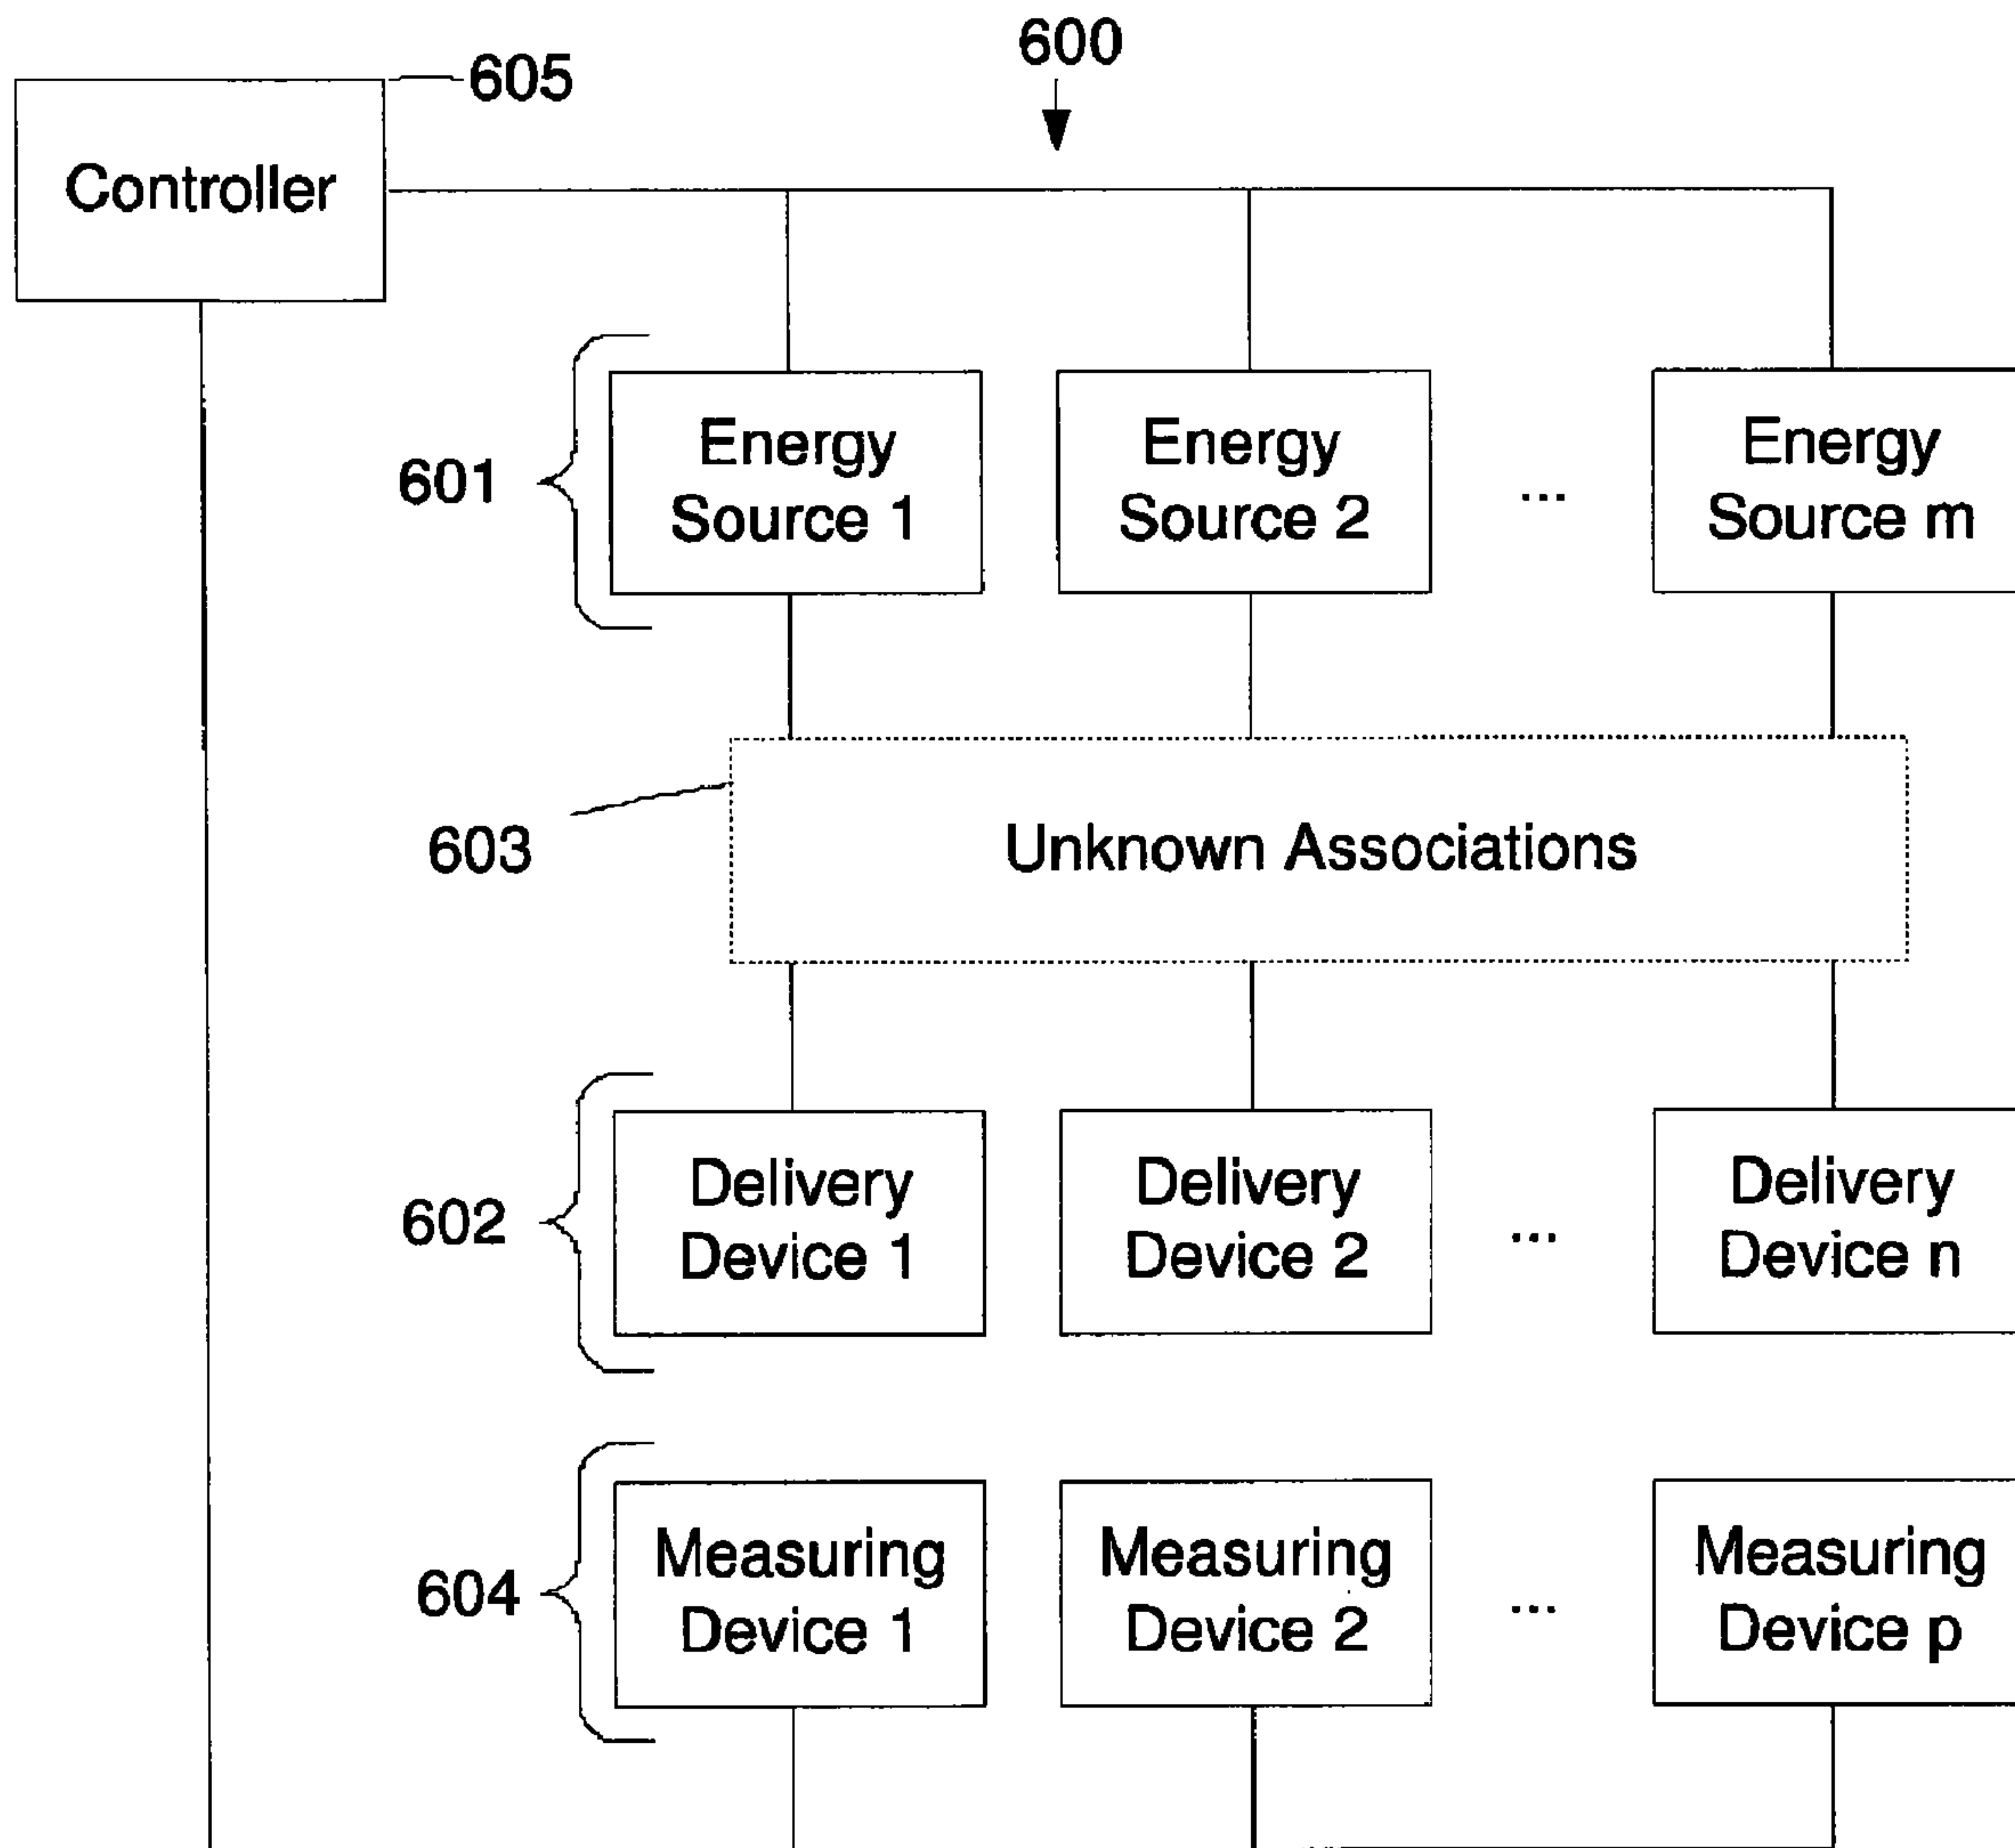 600
605
Controller
601
Energy
Source 1
Energy
Source 2
...
Energy
Source m
603
Unknown Associations
602
Delivery
Device 1
Delivery
Device 2
...
Delivery
Device n
604
Measuring
Device 1
Measuring
Device 2
...
Measuring
Device p